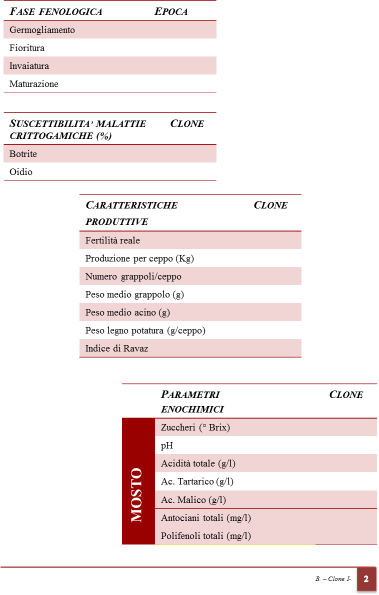 FASE FENOLOGICA EPOCA
Germogliamento
Fioritura
Invaiatura
Maturazione
SUSCETTIBILITA' MALATTIE CLONE
CRITTOGAMICHE (%)
Botrite
Oidio
CARATTERISTICHE CLONE
PRODUTTIVE
Fertilità reale
Produzione per ceppo (Kg)
Numero grappoli/ceppo
Peso medio grappolo (g)
Peso medio acino (g)
Peso legno potatura (g/ceppo)
Indice di Ravaz
PARAMETRI CLONE
ENOCHIMICI
MOSTO
Zuccheri (° Brix)
pH
Acidità totale (g/l)
Ac. Tartarico (g/l)
Ac. Malico (g/l)
Antociani totali (mg/l)
Polifenoli totali (mg/l)
B. – Clone J- 2